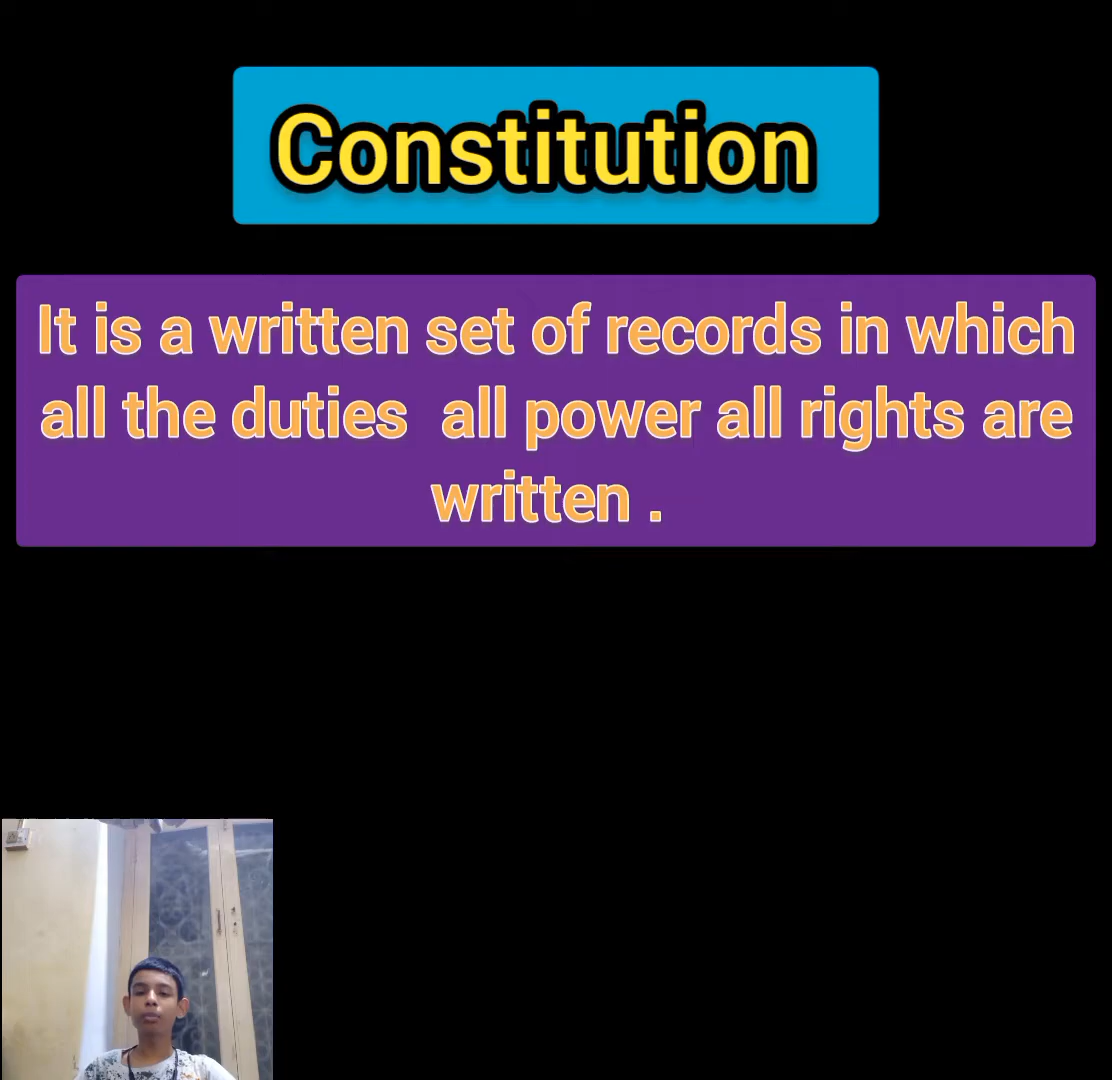 Constitution
It is a written set of records in which
all the duties  all power all rights are
written .